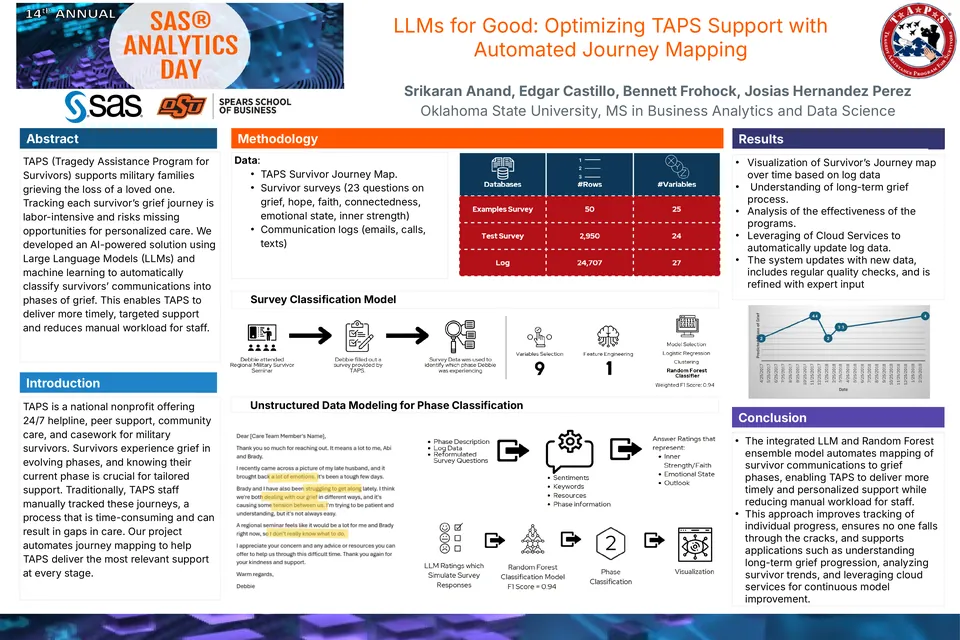 14th ANNUAL
SAS®
ANALYTICS
DAY
sas
OSU
SPEARS SCHOOL
OF BUSINESS
LLMs for Good: Optimizing TAPS Support with
Automated Journey Mapping
Srikaran Anand, Edgar Castillo, Bennett Frohock, Josias Hernandez Perez
Oklahoma State University, MS in Business Analytics and Data Science
T★A★P★S
TRAGEDY ASSISTANCE PROGRAM FOR SURVIVORS
Abstract
TAPS (Tragedy Assistance Program for
Survivors) supports military families
grieving the loss of a loved one.
Tracking each survivor's grief journey is
labor-intensive and risks missing
opportunities for personalized care. We
developed an AI-powered solution using
Large Language Models (LLMs) and
machine learning to automatically
classify survivors' communications into
phases of grief. This enables TAPS to
deliver more timely, targeted support
and reduces manual workload for staff.
Introduction
TAPS is a national nonprofit offering
24/7 helpline, peer support, community
care, and casework for military
survivors. Survivors experience grief in
evolving phases, and knowing their
current phase is crucial for tailored
support. Traditionally, TAPS staff
manually tracked these journeys, a
process that is time-consuming and can
result in gaps in care. Our project
automates journey mapping to help
TAPS deliver the most relevant support
at every stage.
Methodology
Data:
• TAPS Survivor Journey Map.
• Survivor surveys (23 questions on
grief, hope, faith, connectedness,
emotional state, inner strength)
• Communication logs (emails, calls,
texts)
1
2
3
Databases #Rows #Variables
Examples Survey 50 25
Test Survey 2,950 24
Log 24,707 27
Survey Classification Model
Debbie attended
Regional Military Survivor
Seminar
Debbie filled out a
survey provided by
TAPS.
Survey Data was used to
identify which phase Debbie
was experiencing
Variables Selection
9
Feature Engineering
1
Model Selection
Logistic Regression
Clustering
Random Forest
Classifier
Weighted F1 Score: 0.94
Unstructured Data Modeling for Phase Classification
Dear [Care Team Member's Name],
Thank you so much for reaching out. It means a lot to me, Abi
and Brady.
I recently came across a picture of my late husband, and it
brought back a lot of emotions. It's been a tough few days.
Brady and I have also been struggling to get along lately. I think
we're both dealing with our grief in different ways, and it's
causing some tension between us. I'm trying to be patient and
understanding, but it's not always easy.
A regional seminar feels like it would be a lot for me and Brady
right now, so I don't really know what to do.
I appreciate your concern and any advice or resources you can
offer to help us through this difficult time. Thank you again for
your kindness and support.
Warm regards,
Debbie
• Phase Description
• Log Data
• Reformulated
Survey Questions
• Sentiments
• Keywords
• Resources
• Phase information
Answer Ratings that
represent:
• Inner
Strength/Faith
• Emotional State
• Outlook
LLM Ratings which
Simulate Survey
Responses
Random Forest
Classification Model
F1 Score = 0.94
2
Phase
Classification
Visualization
Results
• Visualization of Survivor's Journey map
over time based on log data
• Understanding of long-term grief
process.
• Analysis of the effectiveness of the
programs.
• Leveraging of Cloud Services to
automatically update log data.
• The system updates with new data,
includes regular quality checks, and is
refined with expert input
Date
Conclusion
• The integrated LLM and Random Forest
ensemble model automates mapping of
survivor communications to grief
phases, enabling TAPS to deliver more
timely and personalized support while
reducing manual workload for staff.
• This approach improves tracking of
individual progress, ensures no one falls
through the cracks, and supports
applications such as understanding
long-term grief progression, analyzing
survivor trends, and leveraging cloud
services for continuous model
improvement.